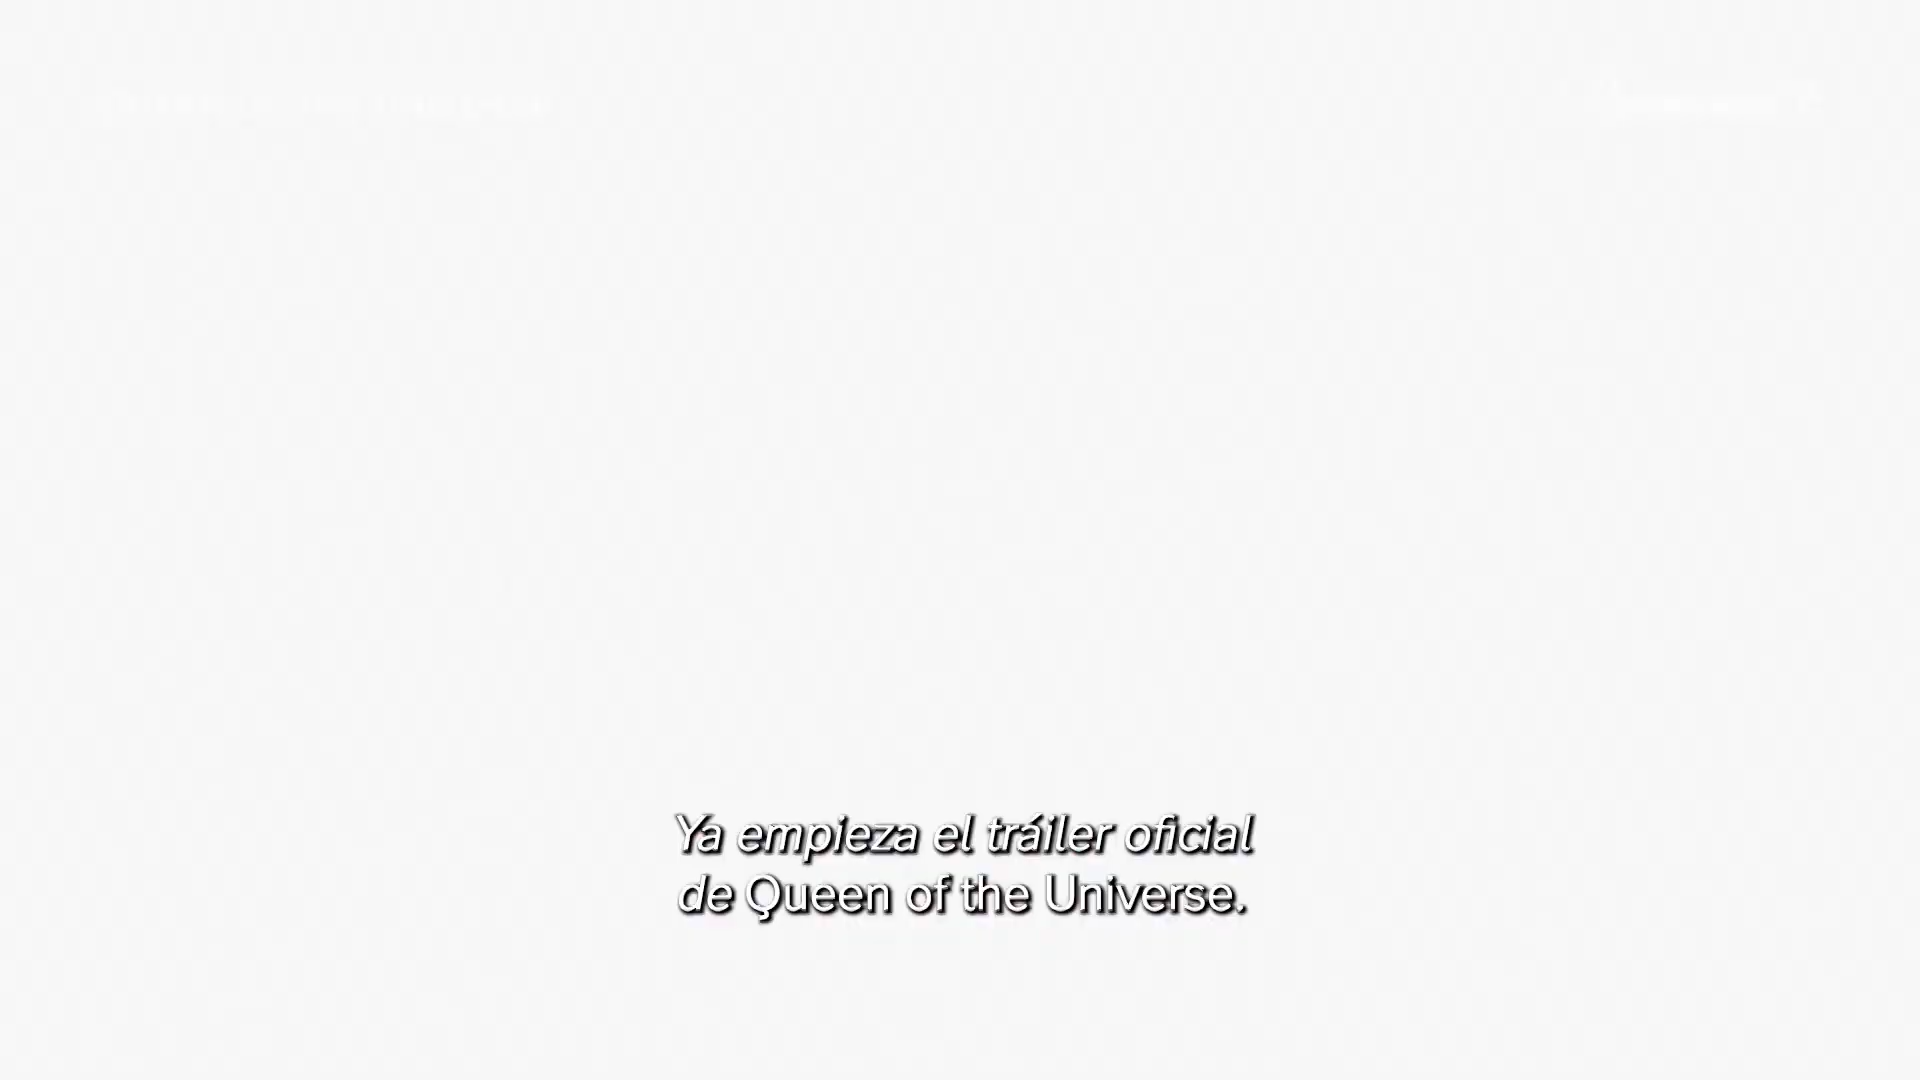 Ya empieza el tráiler oficial
de Queen of the Universe.